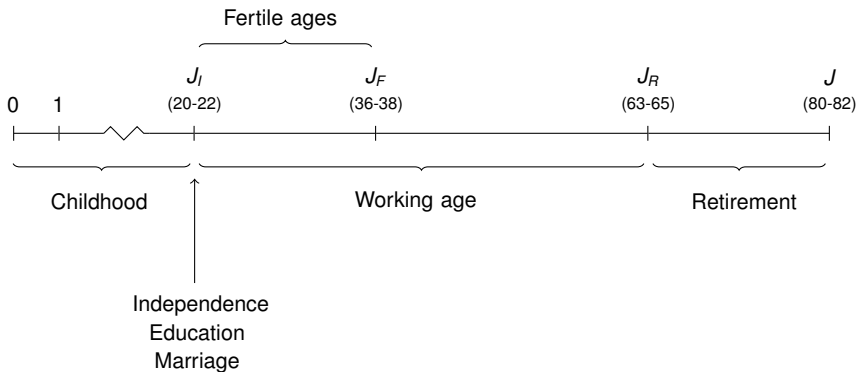 Fertile ages
J_I J_F J_R J
0 1 (20-22) (36-38) (63-65) (80-82)
Childhood Working age Retirement
Independence
Education
Marriage